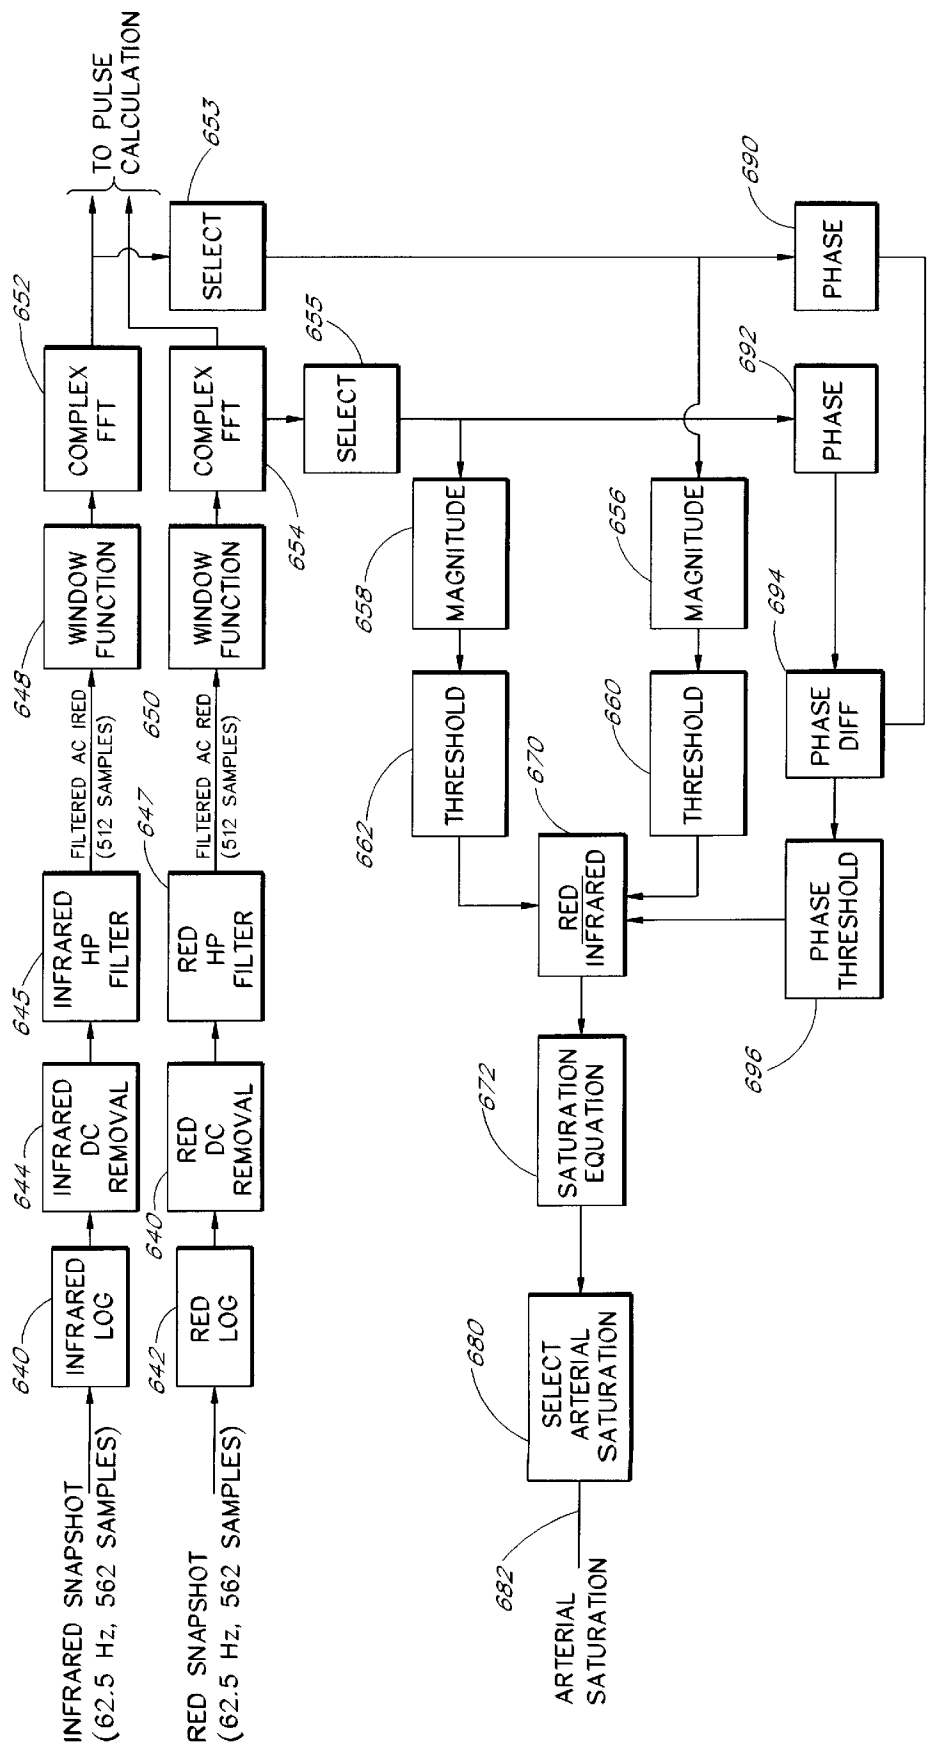 INFRARED SNAPSHOT
(62.5 Hz, 562 SAMPLES)
640
INFRARED
LOG
644
INFRARED
DC
REMOVAL
645
INFRARED
HP
FILTER
FILTERED AC IRED
(512 SAMPLES)
648
WINDOW
FUNCTION
652
COMPLEX
FFT
TO PULSE
CALCULATION
RED SNAPSHOT
(62.5 Hz, 562 SAMPLES)
642
RED
LOG
640
RED
DC
REMOVAL
647
RED
HP
FILTER
FILTERED AC RED
(512 SAMPLES)
650
WINDOW
FUNCTION
654
COMPLEX
FFT
653
SELECT
655
SELECT
658
MAGNITUDE
662
THRESHOLD
656
MAGNITUDE
660
THRESHOLD
670
RED
INFRARED
672
SATURATION
EQUATION
680
SELECT
ARTERIAL
SATURATION
682
ARTERIAL
SATURATION
690
PHASE
692
PHASE
694
PHASE
DIFF
696
PHASE
THRESHOLD